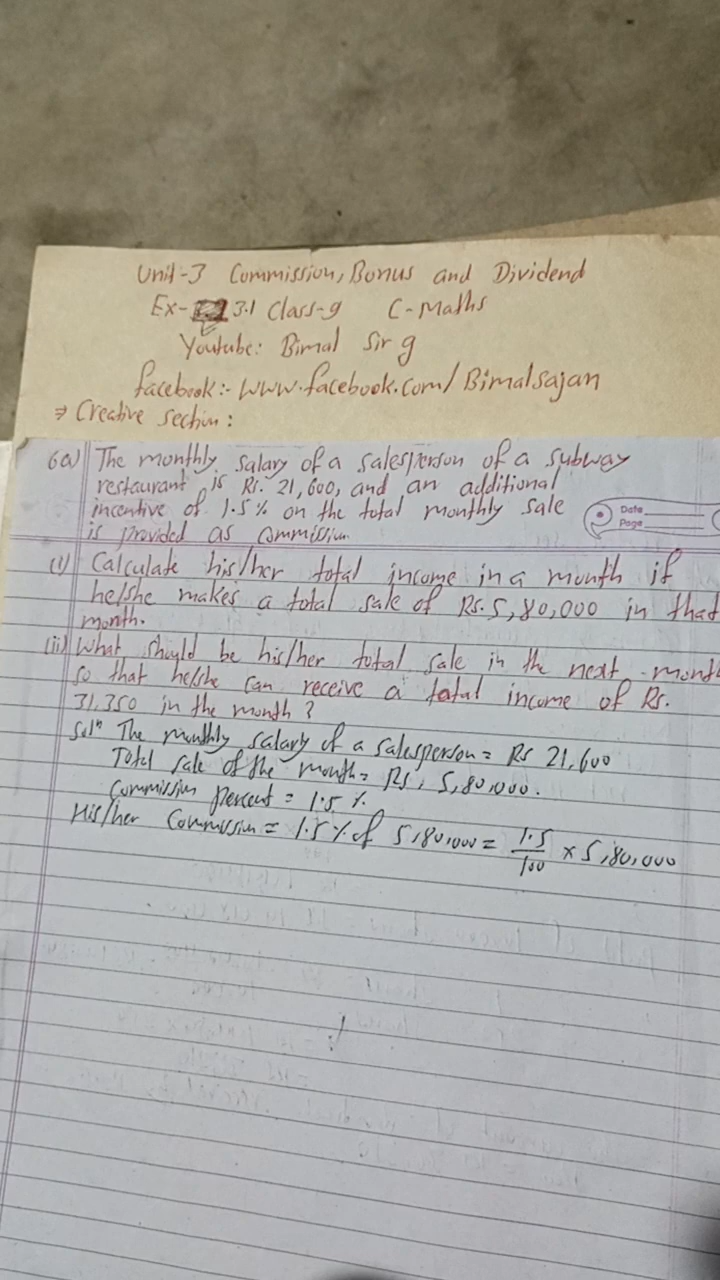 Unit-3 Commission, Bonus and Dividend
Ex- 3.1 Class-9 C-Maths
Youtube: Bimal Sir g
facebook:- www.facebook.com/Bimalsajan
⇒ Creative section:
6a) The monthly salary of a salesperson of a subway
restaurant is Rs. 21,600, and an additional
incentive of 1.5% on the total monthly sale
is provided as commission
Date
Page
(i) Calculate his/her total income in a month if
he/she makes a total sale of Rs. 5,80,000 in that
month.
(ii) What should be his/her total sale in the next month
so that he/she can receive a total income of Rs.
31,350 in the month?
Solⁿ The monthly salary of a salesperson = Rs 21,600
Total sale of the month = Rs, 5,80,000.
Commission percent = 1.5 %.
His/her Commission = 1.5 % of 5,80,000 = 1.5/100 × 5,80,000